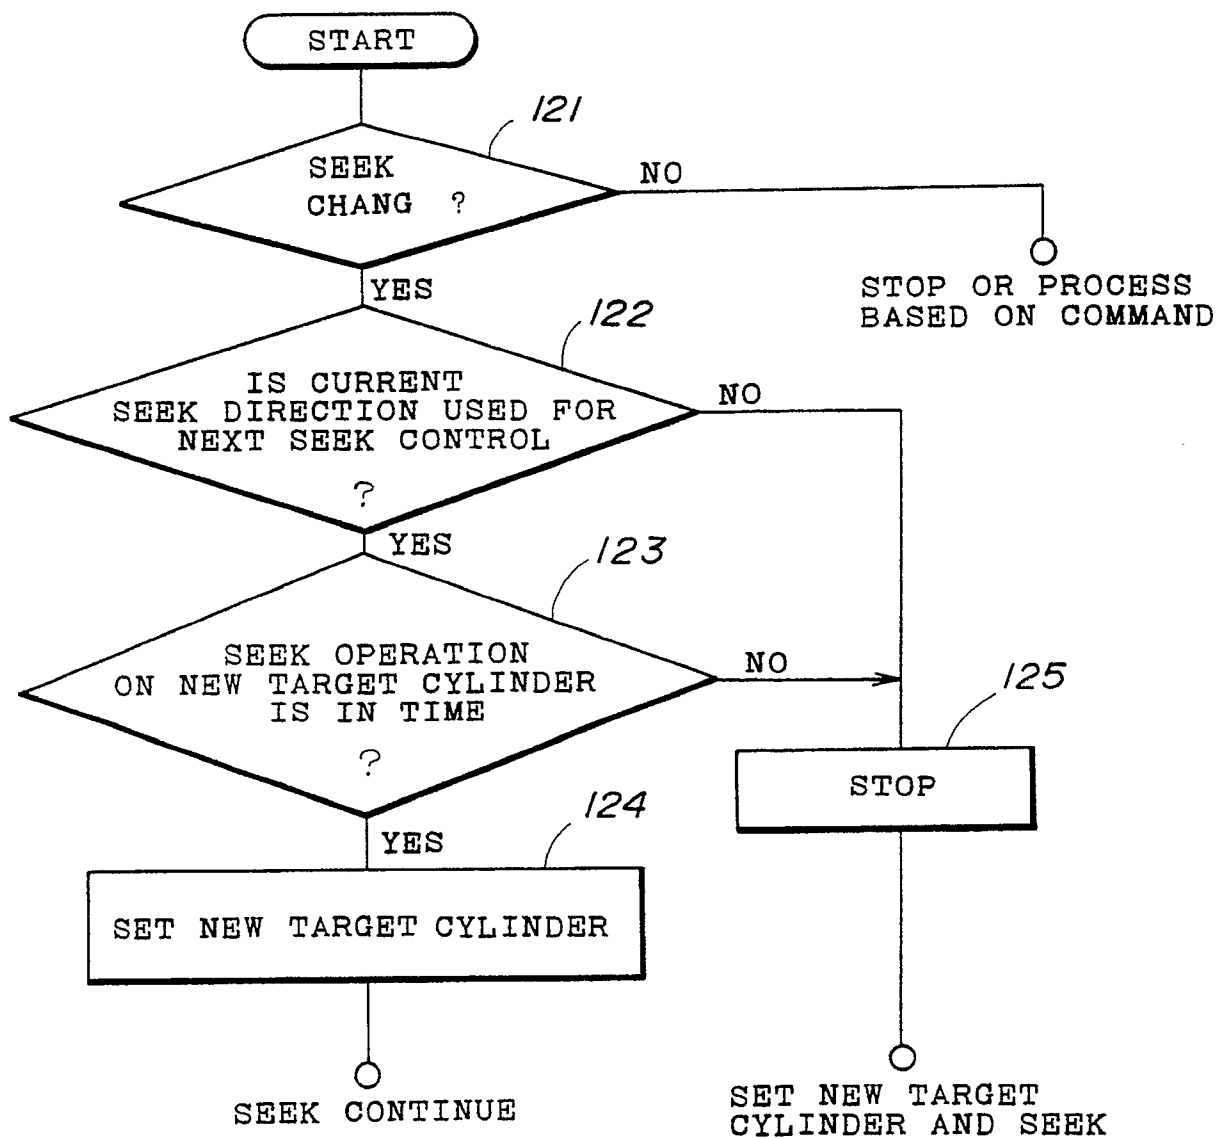 START
121
SEEK
CHANG ?
NO
YES
STOP OR PROCESS
BASED ON COMMAND
122
IS CURRENT
SEEK DIRECTION USED FOR
NEXT SEEK CONTROL
?
NO
YES
123
SEEK OPERATION
ON NEW TARGET CYLINDER
IS IN TIME
?
NO
YES
125
STOP
124
SET NEW TARGET CYLINDER
SEEK CONTINUE
SET NEW TARGET
CYLINDER AND SEEK